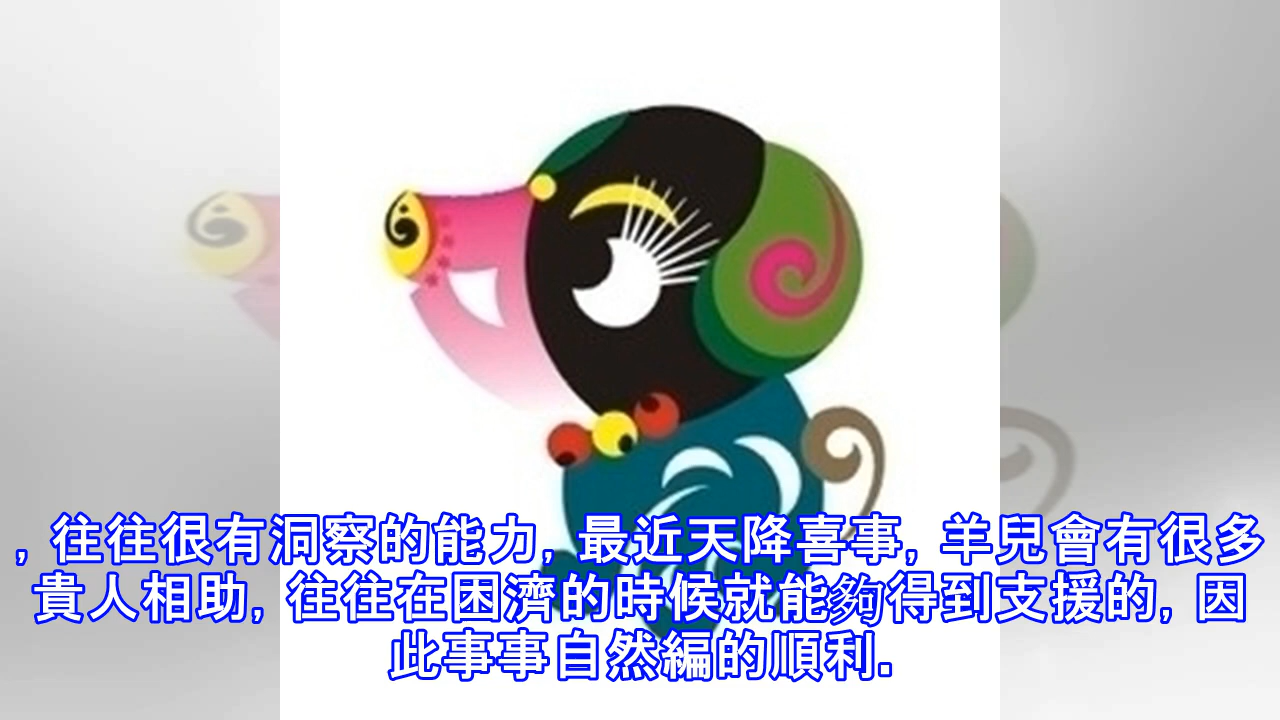 , 往往很有洞察的能力, 最近天降喜事, 羊兒會有很多
貴人相助, 往往在困濟的時候就能夠得到支援的, 因
此事事自然編的順利.